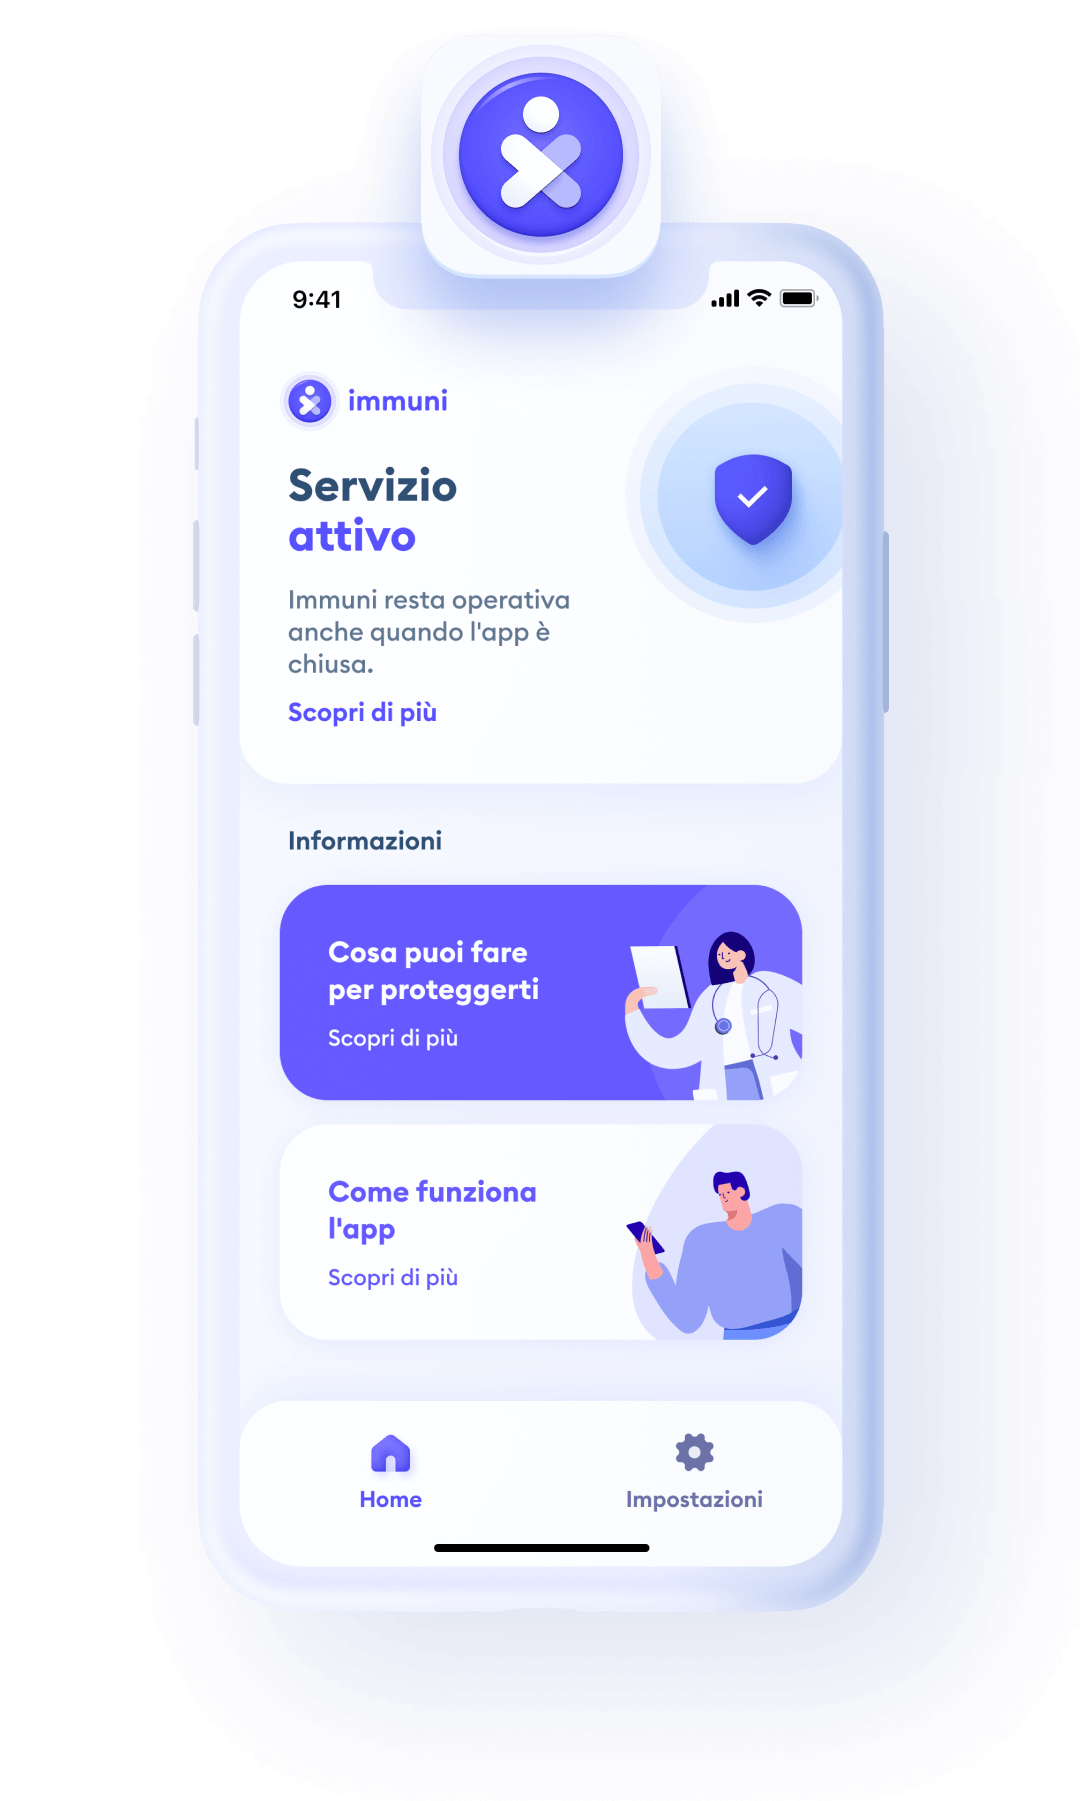 9:41
immuni
Servizio
attivo
Immuni resta operativa
anche quando l'app è
chiusa.
Scopri di più
Informazioni
Cosa puoi fare
per proteggerti
Scopri di più
Come funziona
l'app
Scopri di più
Home
Impostazioni